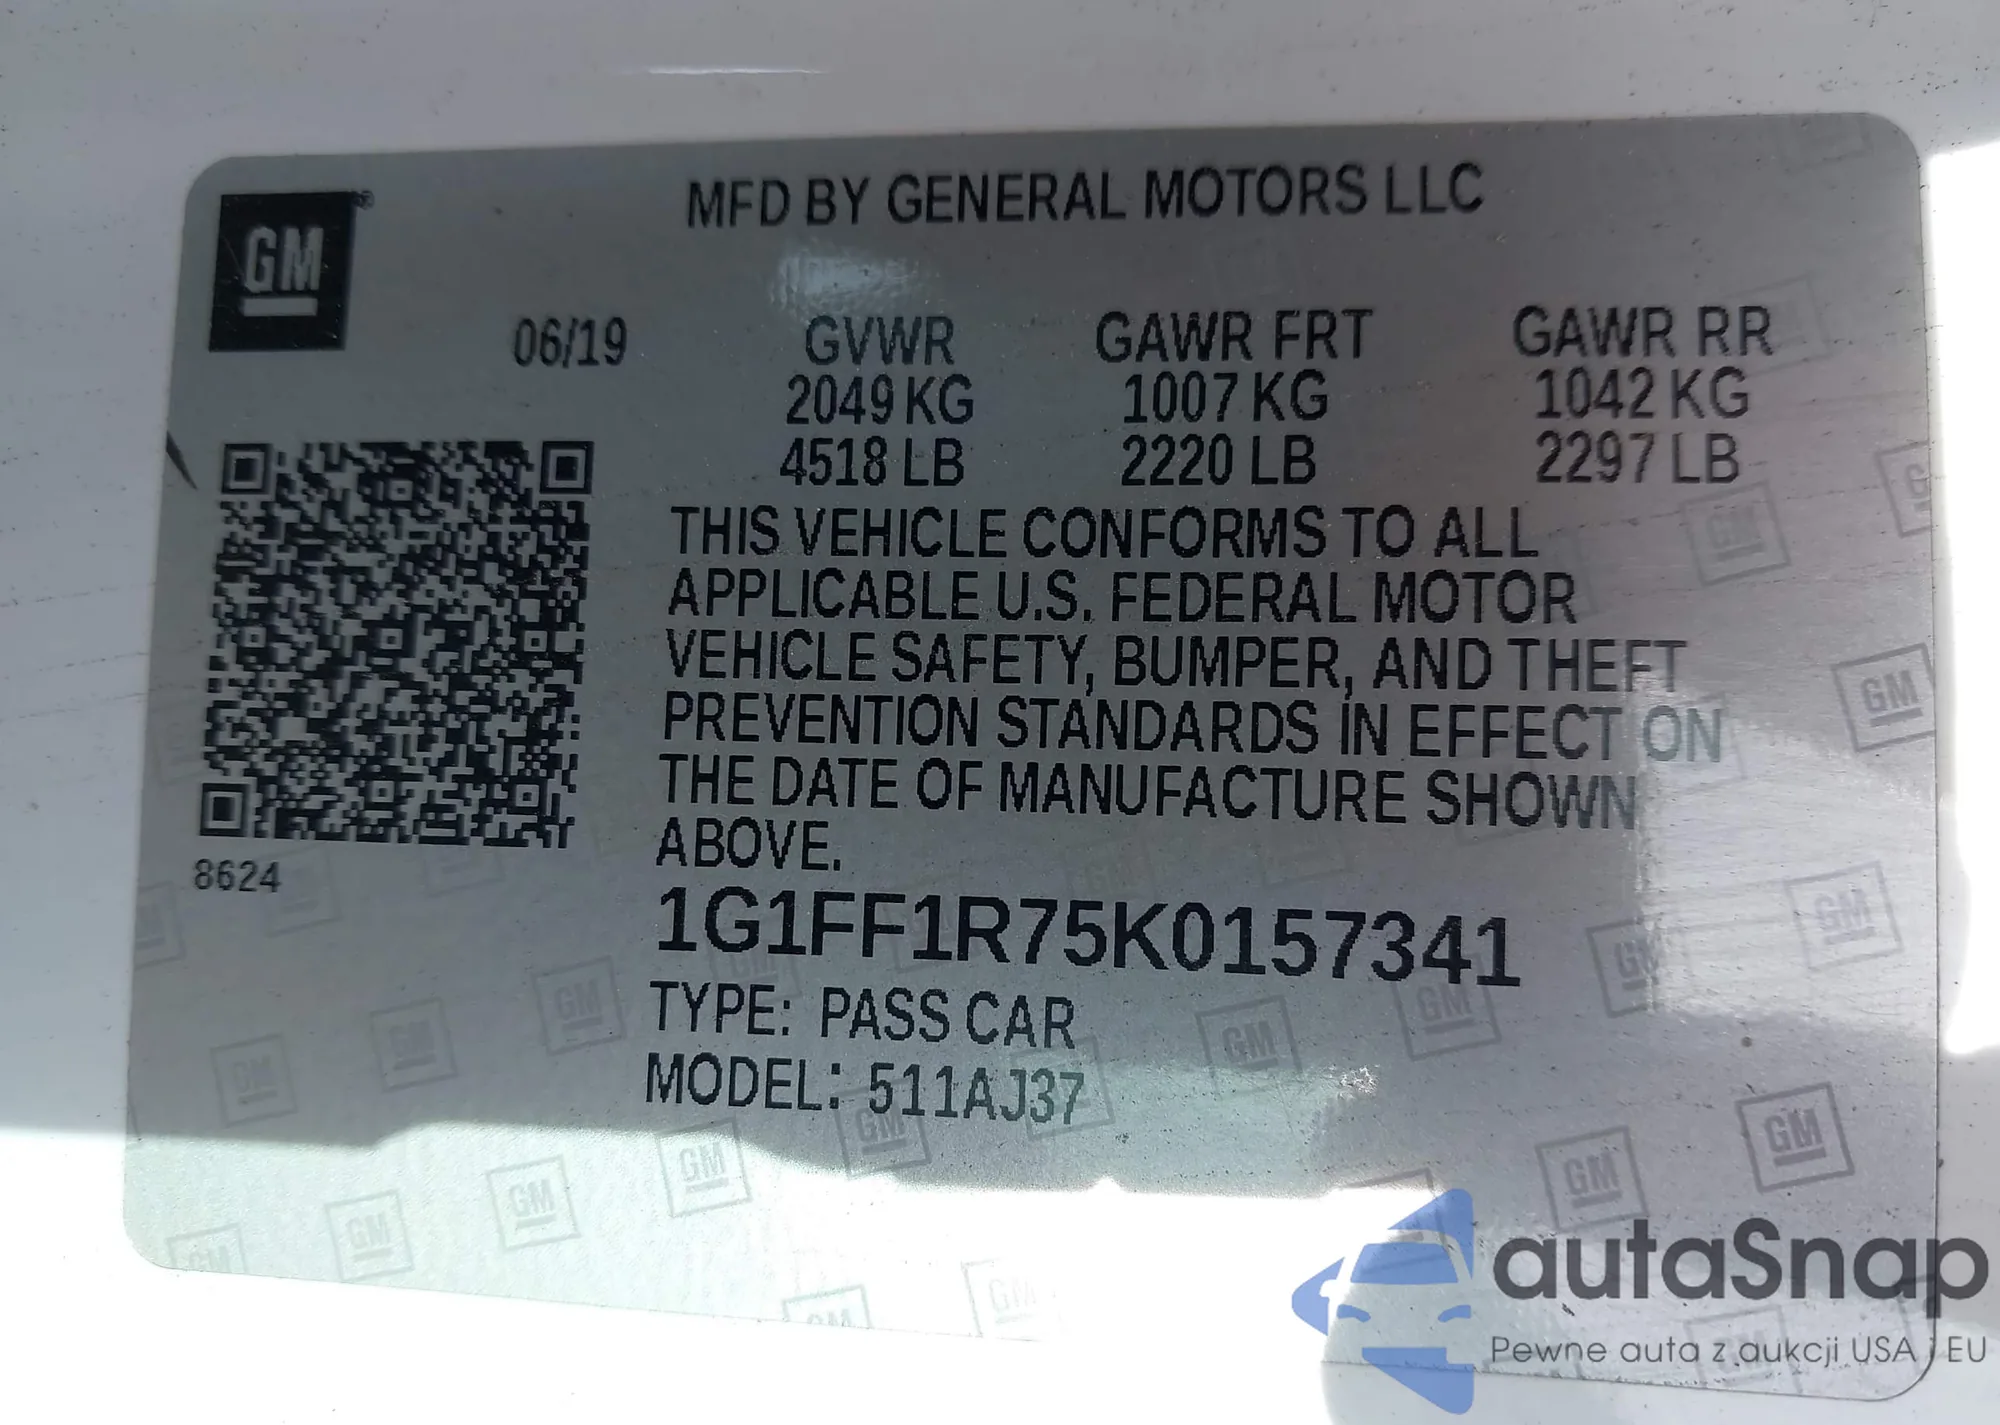 MFD BY GENERAL MOTORS LLC
GM®
06/19
GVWR GAWR FRT GAWR RR
2049 KG 1007 KG 1042 KG
4518 LB 2220 LB 2297 LB
THIS VEHICLE CONFORMS TO ALL
APPLICABLE U.S. FEDERAL MOTOR
VEHICLE SAFETY, BUMPER, AND THEFT
PREVENTION STANDARDS IN EFFECT ON
THE DATE OF MANUFACTURE SHOWN
ABOVE.
8624
1G1FF1R75K0157341
TYPE: PASS CAR
MODEL: 511AJ37
autaSnap
Pewne auta z aukcji USA i EU